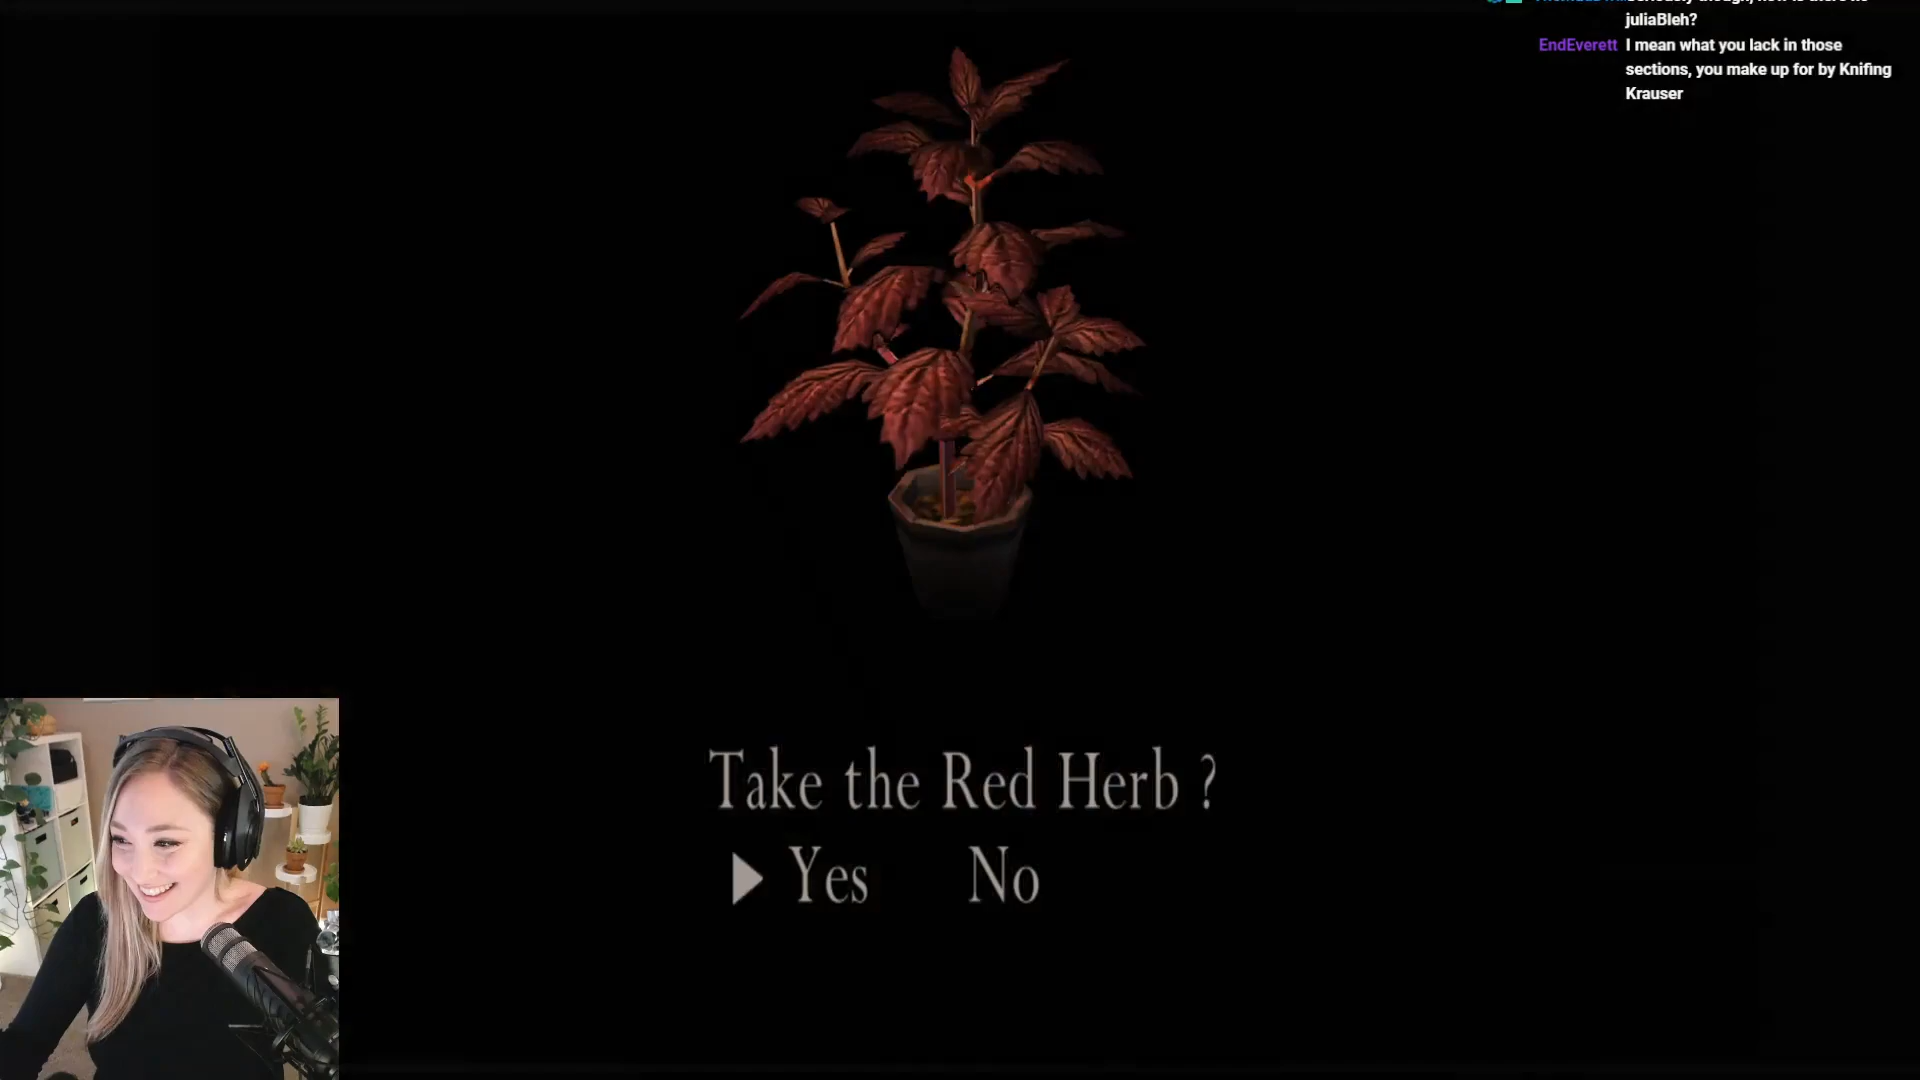 juliaBleh?
EndEverett I mean what you lack in those
sections, you make up for by Knifing
Krauser
Take the Red Herb ?
Yes No